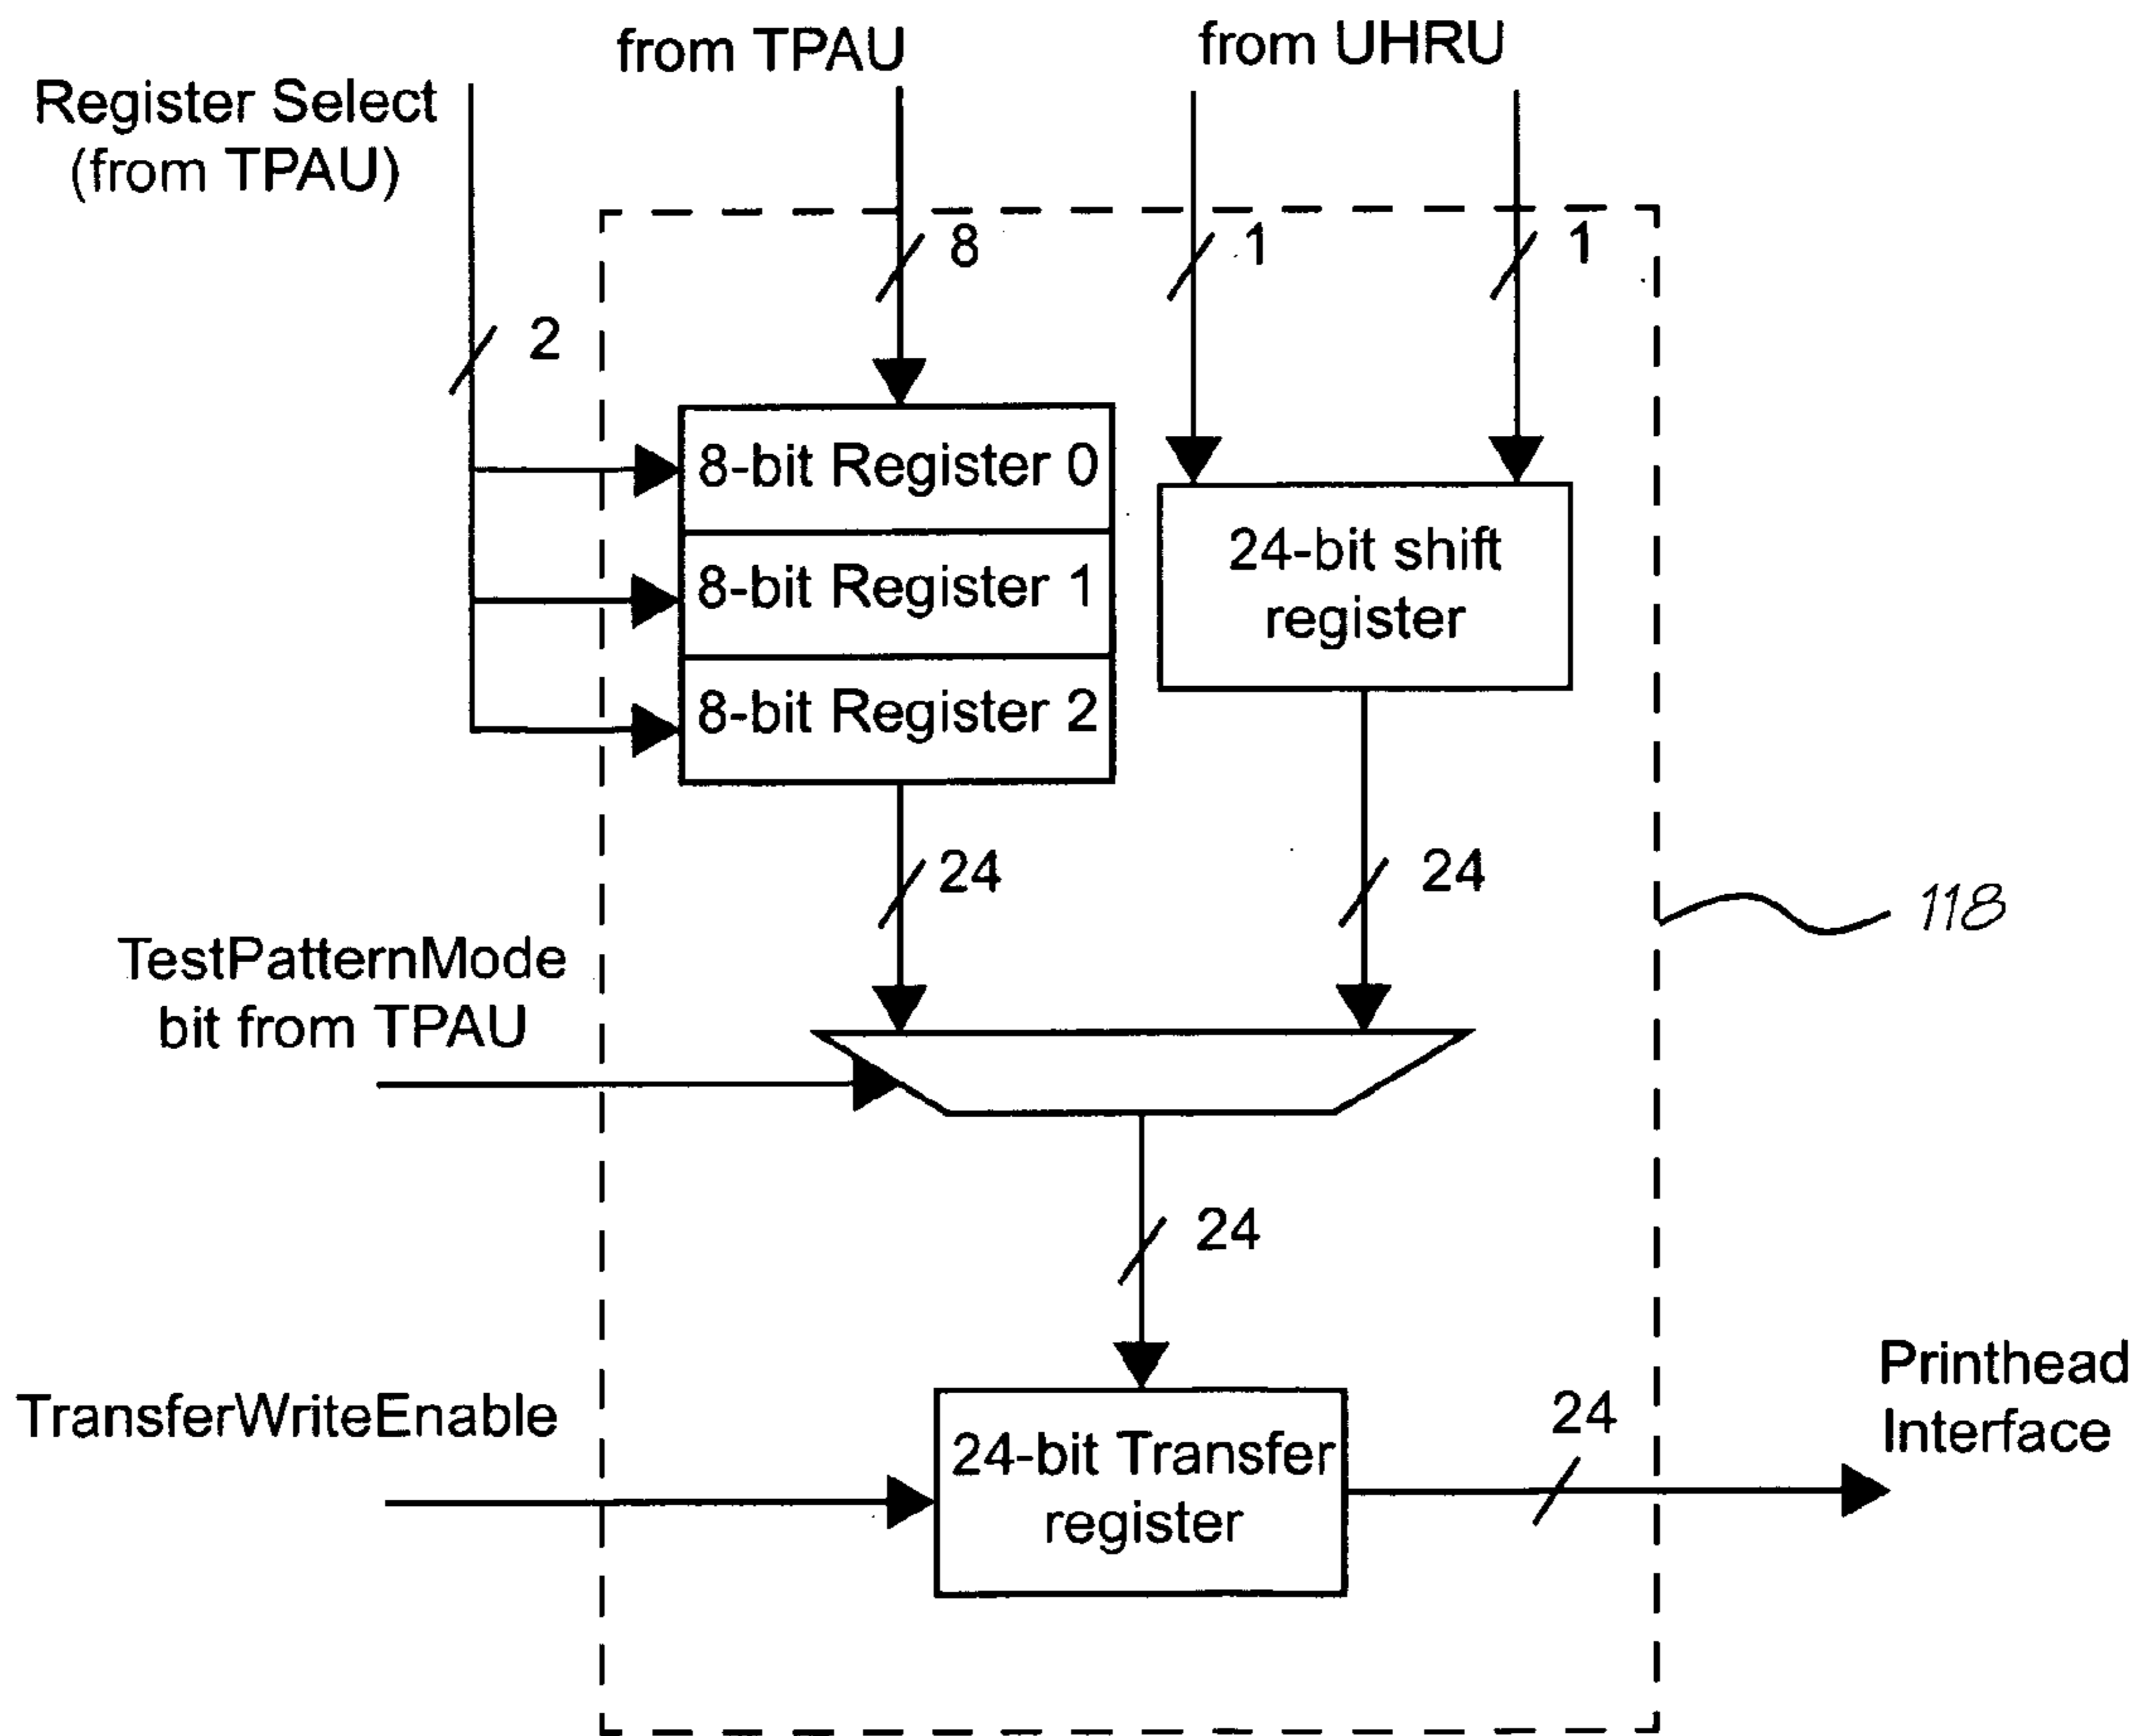 from TPAU
from UHRU
Register Select
(from TPAU)
8
1
1
2
8-bit Register 0
8-bit Register 1
8-bit Register 2
24-bit shift
register
24
24
118
TestPatternMode
bit from TPAU
24
TransferWriteEnable
24-bit Transfer
register
24
Printhead
Interface